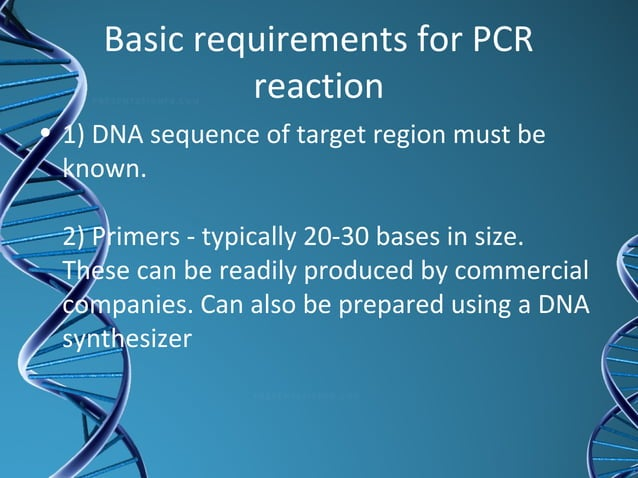 Basic requirements for PCR
reaction
• 1) DNA sequence of target region must be
known.
2) Primers - typically 20-30 bases in size.
These can be readily produced by commercial
companies. Can also be prepared using a DNA
synthesizer